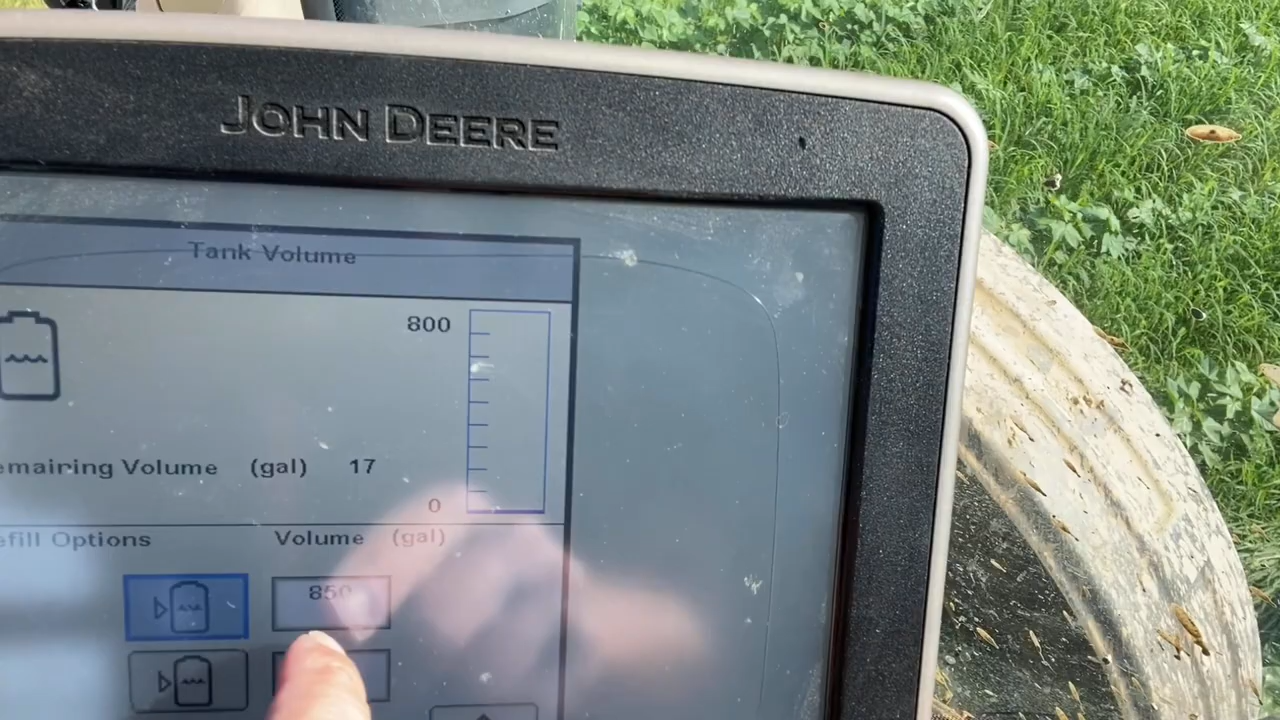 JOHN DEERE
Tank Volume
800
emaining Volume (gal) 17
0
efill Options Volume (gal)
850